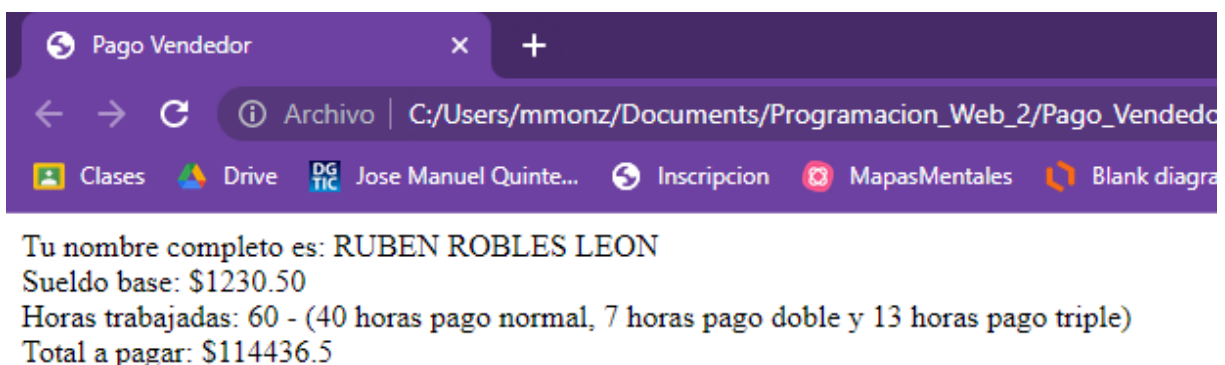 Pago Vendedor
Archivo | C:/Users/mmonz/Documents/Programacion_Web_2/Pago_Vendedo
Clases Drive DGTIC Jose Manuel Quinte... Inscripcion MapasMentales Blank diagra
Tu nombre completo es: RUBEN ROBLES LEON
Sueldo base: $1230.50
Horas trabajadas: 60 - (40 horas pago normal, 7 horas pago doble y 13 horas pago triple)
Total a pagar: $114436.5